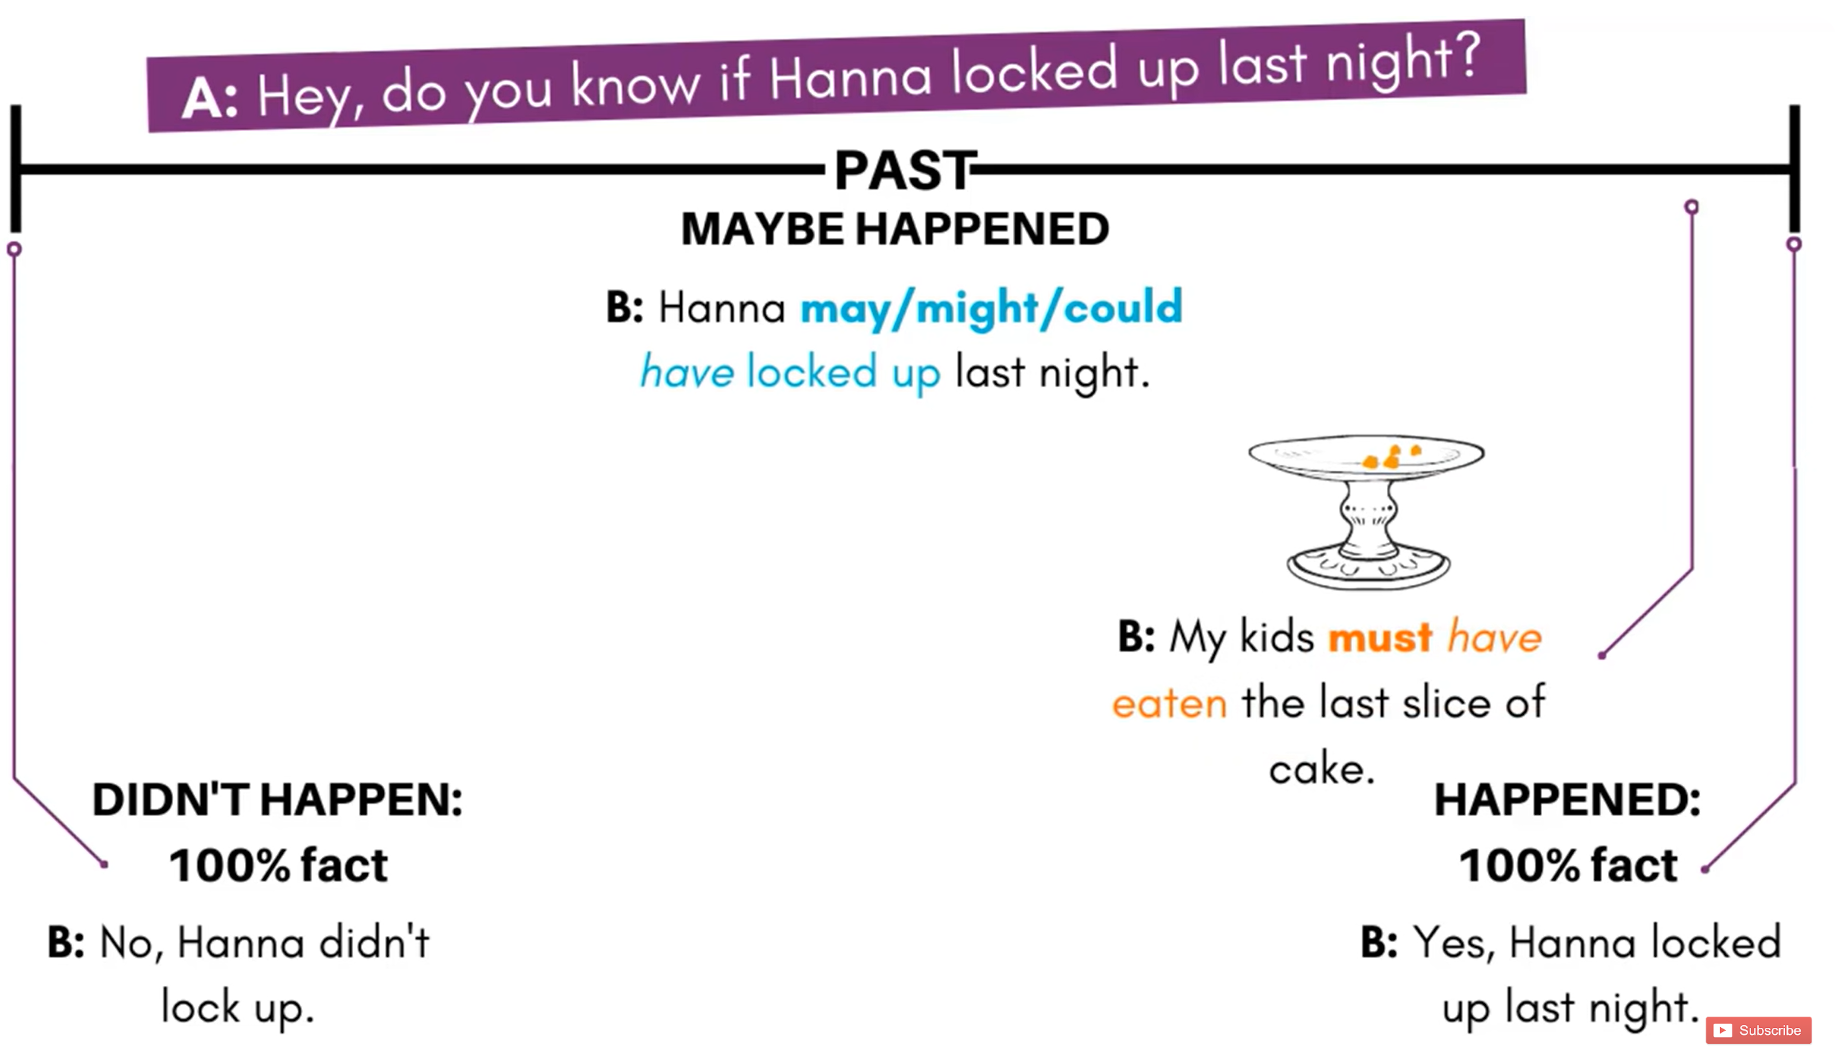 A: Hey, do you know if Hanna locked up last night?
PAST
MAYBE HAPPENED
B: Hanna may/might/could
have locked up last night.
B: My kids must have
eaten the last slice of
cake.
DIDN'T HAPPEN:
100% fact
B: No, Hanna didn't
lock up.
HAPPENED:
100% fact
B: Yes, Hanna locked
up last night.
Subscribe